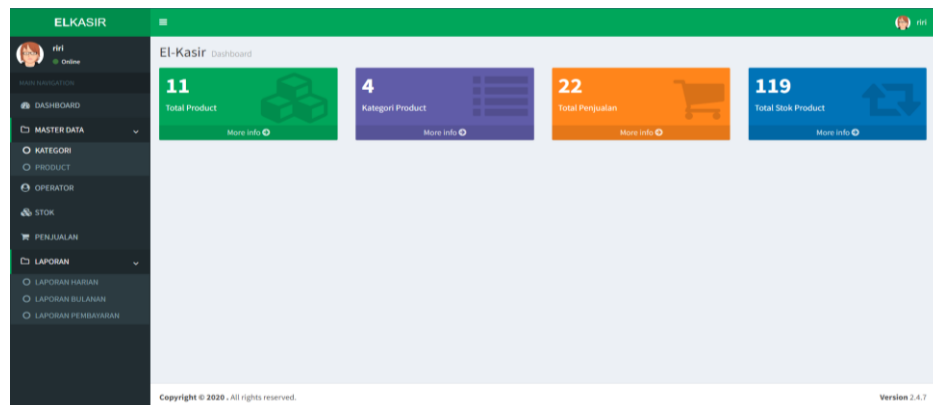 ELKASIR
riri
riri
Online
El-Kasir Dashboard
MAIN NAVIGATION
DASHBOARD
MASTER DATA
KATEGORI
PRODUCT
OPERATOR
STOK
PENJUALAN
LAPORAN
LAPORAN HARIAN
LAPORAN BULANAN
LAPORAN PEMBAYARAN
11
Total Product
More info
4
Kategori Product
More info
22
Total Penjualan
More info
119
Total Stok Product
More info
Copyright © 2020 . All rights reserved.
Version 2.4.7